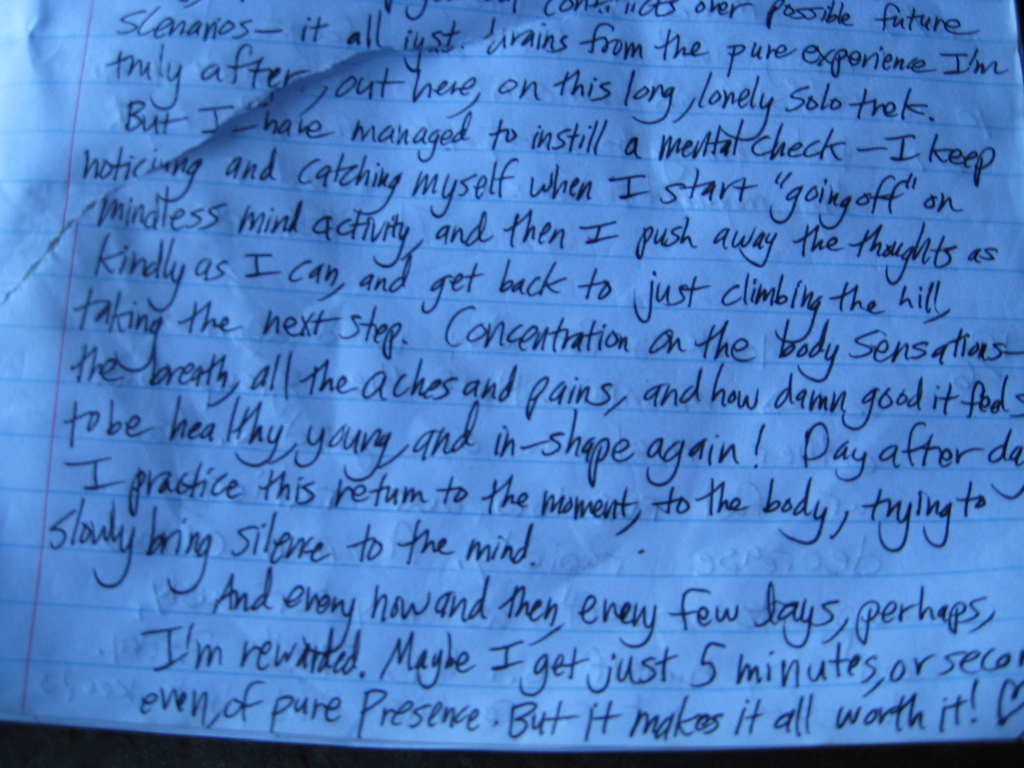 conflicts over possible future
scenarios — it all just drains from the pure experience I'm
truly after, out here, on this long, lonely solo trek.
But I have managed to instill a mental check — I keep
noticing and catching myself when I start "going off" on
mindless mind activity, and then I push away the thoughts as
kindly as I can, and get back to just climbing the hill,
taking the next step. Concentration on the body sensations —
the breath, all the aches and pains, and how damn good it feels
to be healthy, young, and in-shape again! Day after da
I practice this return to the moment, to the body, trying to
slowly bring silence to the mind.
And every now and then, every few days, perhaps,
I'm rewarded. Maybe I get just 5 minutes, or seco
even, of pure Presence. But it makes it all worth it! ♡